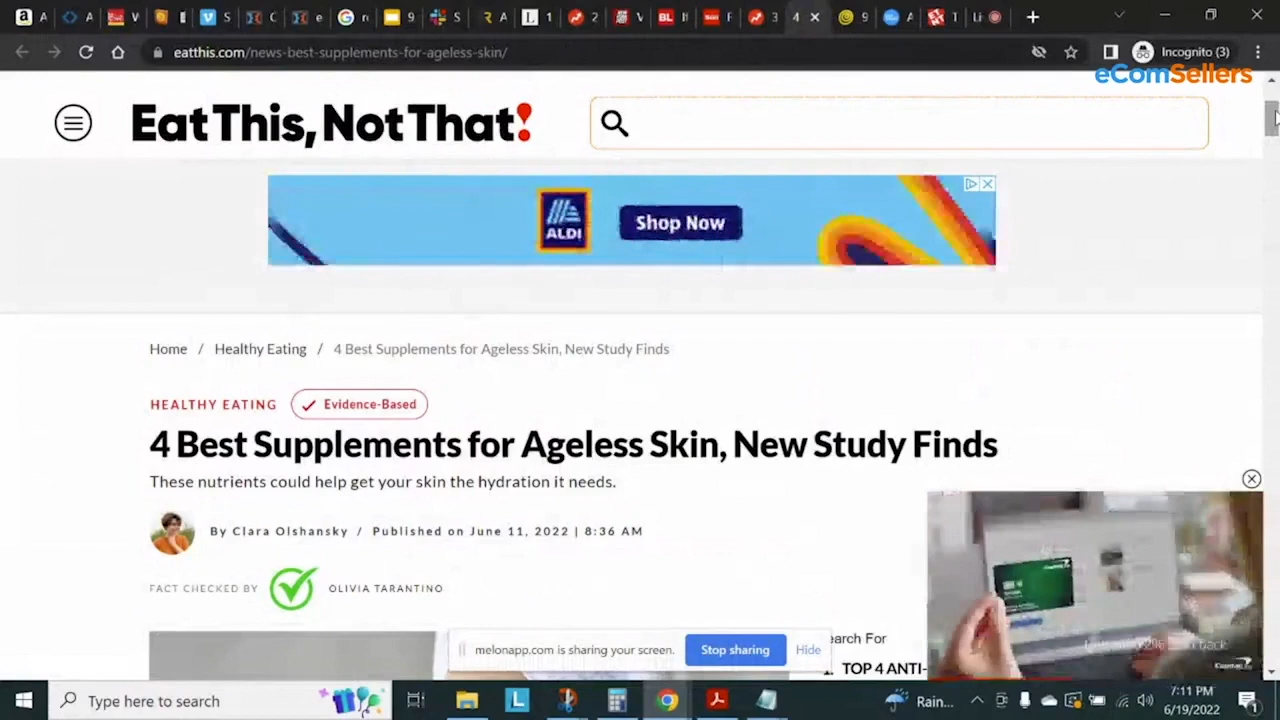 4
eatthis.com/news-best-supplements-for-ageless-skin/
Incognito (3)
eComSellers
Eat This, Not That!
ALDI
Shop Now
Home / Healthy Eating / 4 Best Supplements for Ageless Skin, New Study Finds
HEALTHY EATING
Evidence-Based
4 Best Supplements for Ageless Skin, New Study Finds
These nutrients could help get your skin the hydration it needs.
By Clara Olshansky / Published on June 11, 2022 | 8:36 AM
FACT CHECKED BY OLIVIA TARANTINO
earch For
TOP 4 ANTI-
melonapp.com is sharing your screen.
Stop sharing
Hide
Type here to search
Rain...
7:11 PM
6/19/2022
1